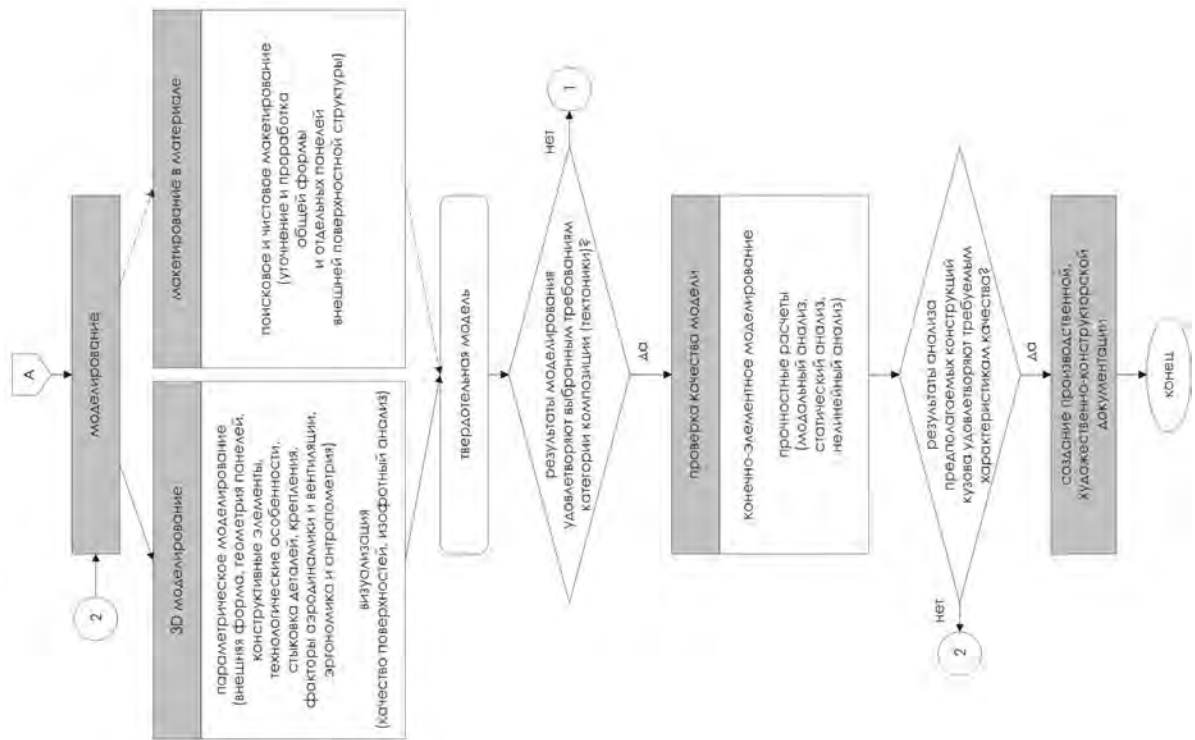 А
2
моделирование
3D моделирование
параметрическое моделирование
(внешняя форма, геометрия панелей,
конструктивные элементы,
технологические особенности,
стыковка деталей, крепления,
факторы аэродинамики и вентиляции,
эргономика и антропометрия)
визуализация
(качество поверхностей, изофотный анализ)
макетирование в материале
поисковое и чистовое макетирование
(уточнение и проработка
общей формы
и отдельных панелей
внешней поверхностной структуры)
твердотельная модель
результаты моделирования
удовлетворяют выбранным требованиям
категории композиции (тектоники)?
нет
1
да
проверка качества модели
конечно-элементное моделирование
прочностные расчеты
(модальный анализ,
статический анализ,
нелинейный анализ)
результаты анализа
предполагаемых конструкций
кузова удовлетворяют требуемым
характеристикам качества?
нет
2
да
создание производственной,
художественно-конструкторской
документации
конец